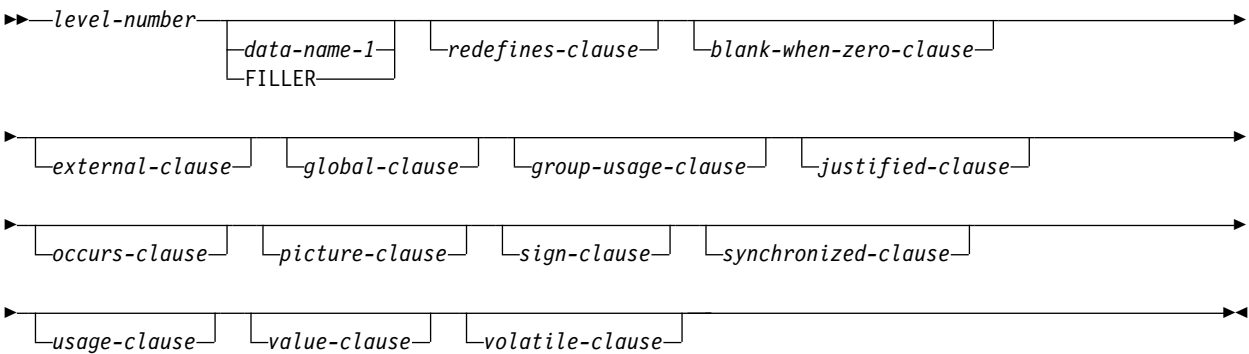 level-number
data-name-1 redefines-clause blank-when-zero-clause
FILLER
external-clause global-clause group-usage-clause justified-clause
occurs-clause picture-clause sign-clause synchronized-clause
usage-clause value-clause volatile-clause